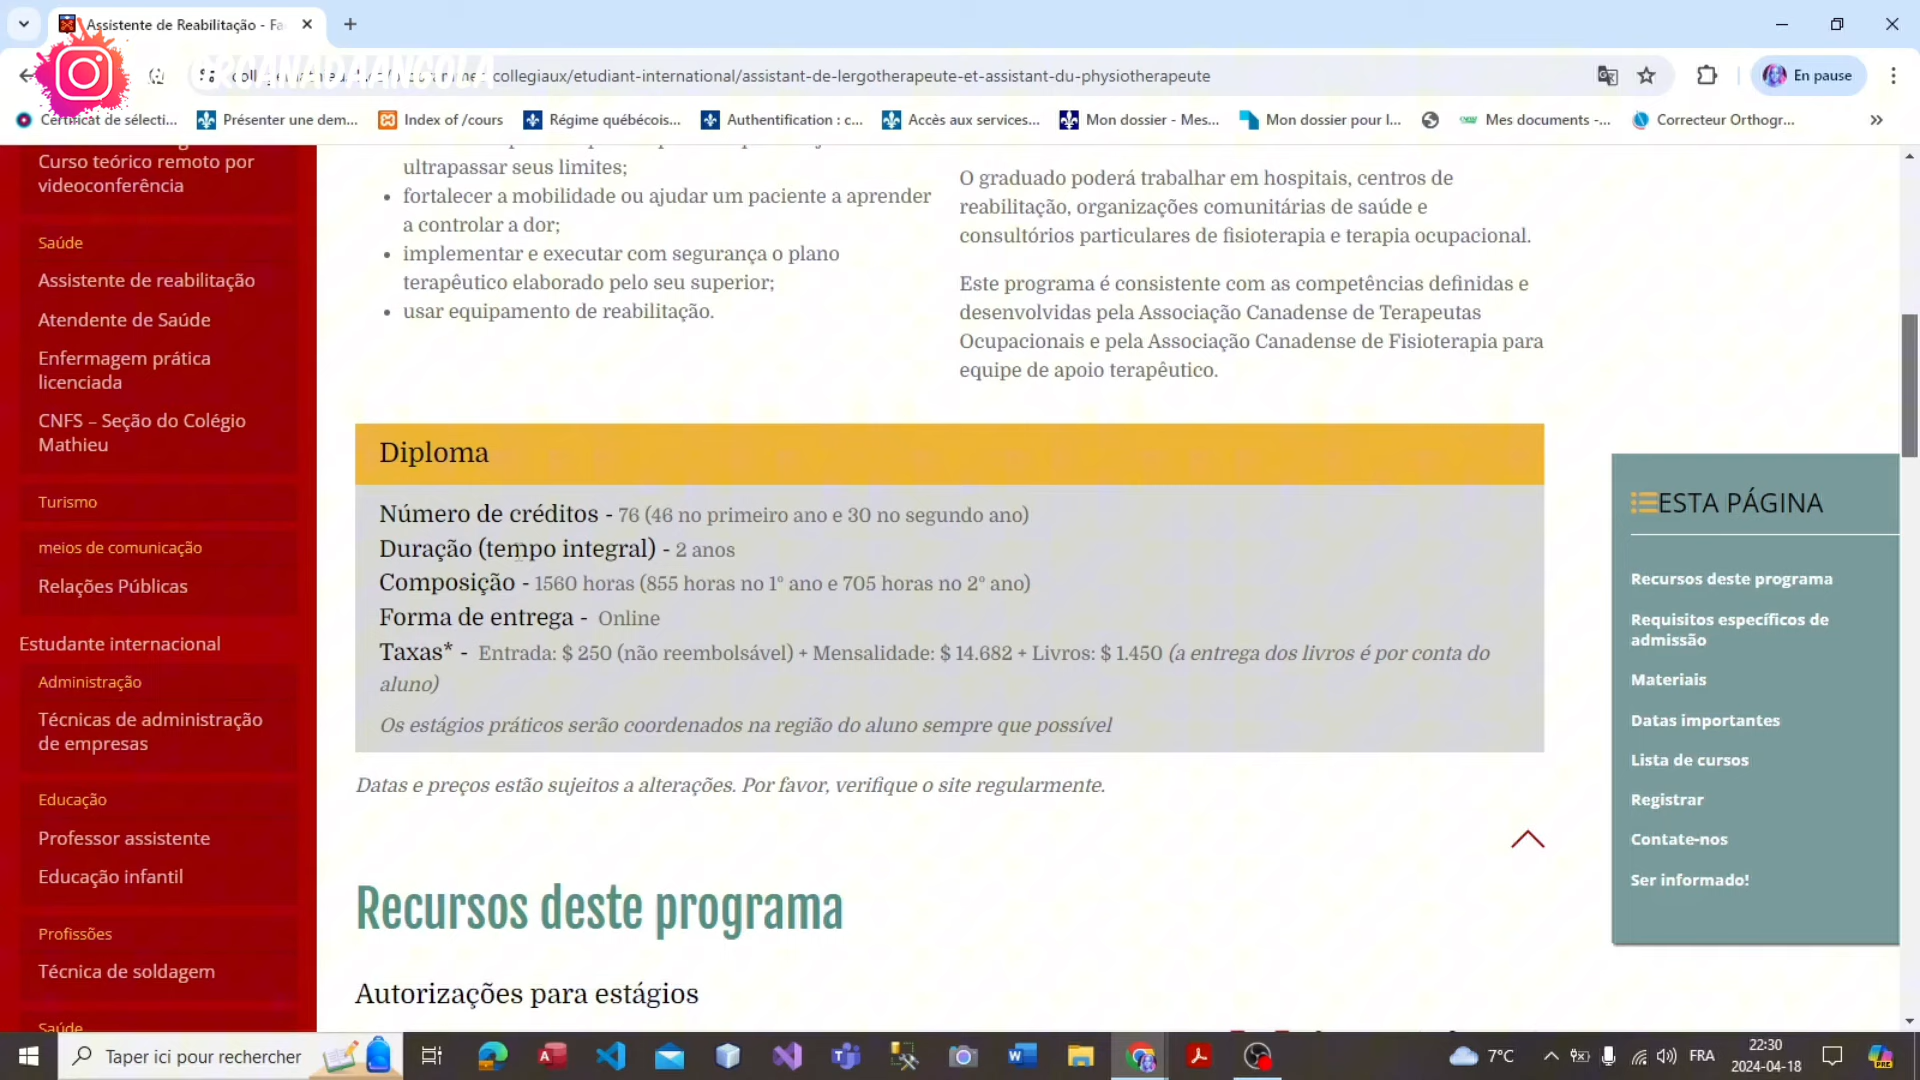 Assistente de Reabilitação - Fa
@RCANADAANGOLA
collegiaux/etudiant-international/assistant-de-lergotherapeute-et-assistant-du-physiotherapeute
En pause
Certificat de sélecti...
Présenter une dem...
Index of /cours
Régime québécois...
Authentification : c...
Accès aux services...
Mon dossier - Mes...
Mon dossier pour l...
Mes documents -...
Correcteur Orthogr...
Curso teórico remoto por
videoconferência
Saúde
Assistente de reabilitação
Atendente de Saúde
Enfermagem prática
licenciada
CNFS – Seção do Colégio
Mathieu
Turismo
meios de comunicação
Relações Públicas
Estudante internacional
Administração
Técnicas de administração
de empresas
Educação
Professor assistente
Educação infantil
Profissões
Técnica de soldagem
Saúde
ultrapassar seus limites;
• fortalecer a mobilidade ou ajudar um paciente a aprender
a controlar a dor;
• implementar e executar com segurança o plano
terapêutico elaborado pelo seu superior;
• usar equipamento de reabilitação.
O graduado poderá trabalhar em hospitais, centros de
reabilitação, organizações comunitárias de saúde e
consultórios particulares de fisioterapia e terapia ocupacional.
Este programa é consistente com as competências definidas e
desenvolvidas pela Associação Canadense de Terapeutas
Ocupacionais e pela Associação Canadense de Fisioterapia para
equipe de apoio terapêutico.
Diploma
Número de créditos - 76 (46 no primeiro ano e 30 no segundo ano)
Duração (tempo integral) - 2 anos
Composição - 1560 horas (855 horas no 1º ano e 705 horas no 2º ano)
Forma de entrega - Online
Taxas* - Entrada: $ 250 (não reembolsável) + Mensalidade: $ 14.682 + Livros: $ 1.450 (a entrega dos livros é por conta do
aluno)
Os estágios práticos serão coordenados na região do aluno sempre que possível
Datas e preços estão sujeitos a alterações. Por favor, verifique o site regularmente.
Recursos deste programa
Autorizações para estágios
ESTA PÁGINA
Recursos deste programa
Requisitos específicos de
admissão
Materiais
Datas importantes
Lista de cursos
Registrar
Contate-nos
Ser informado!
Taper ici pour rechercher
7°C
FRA
22:30
2024-04-18